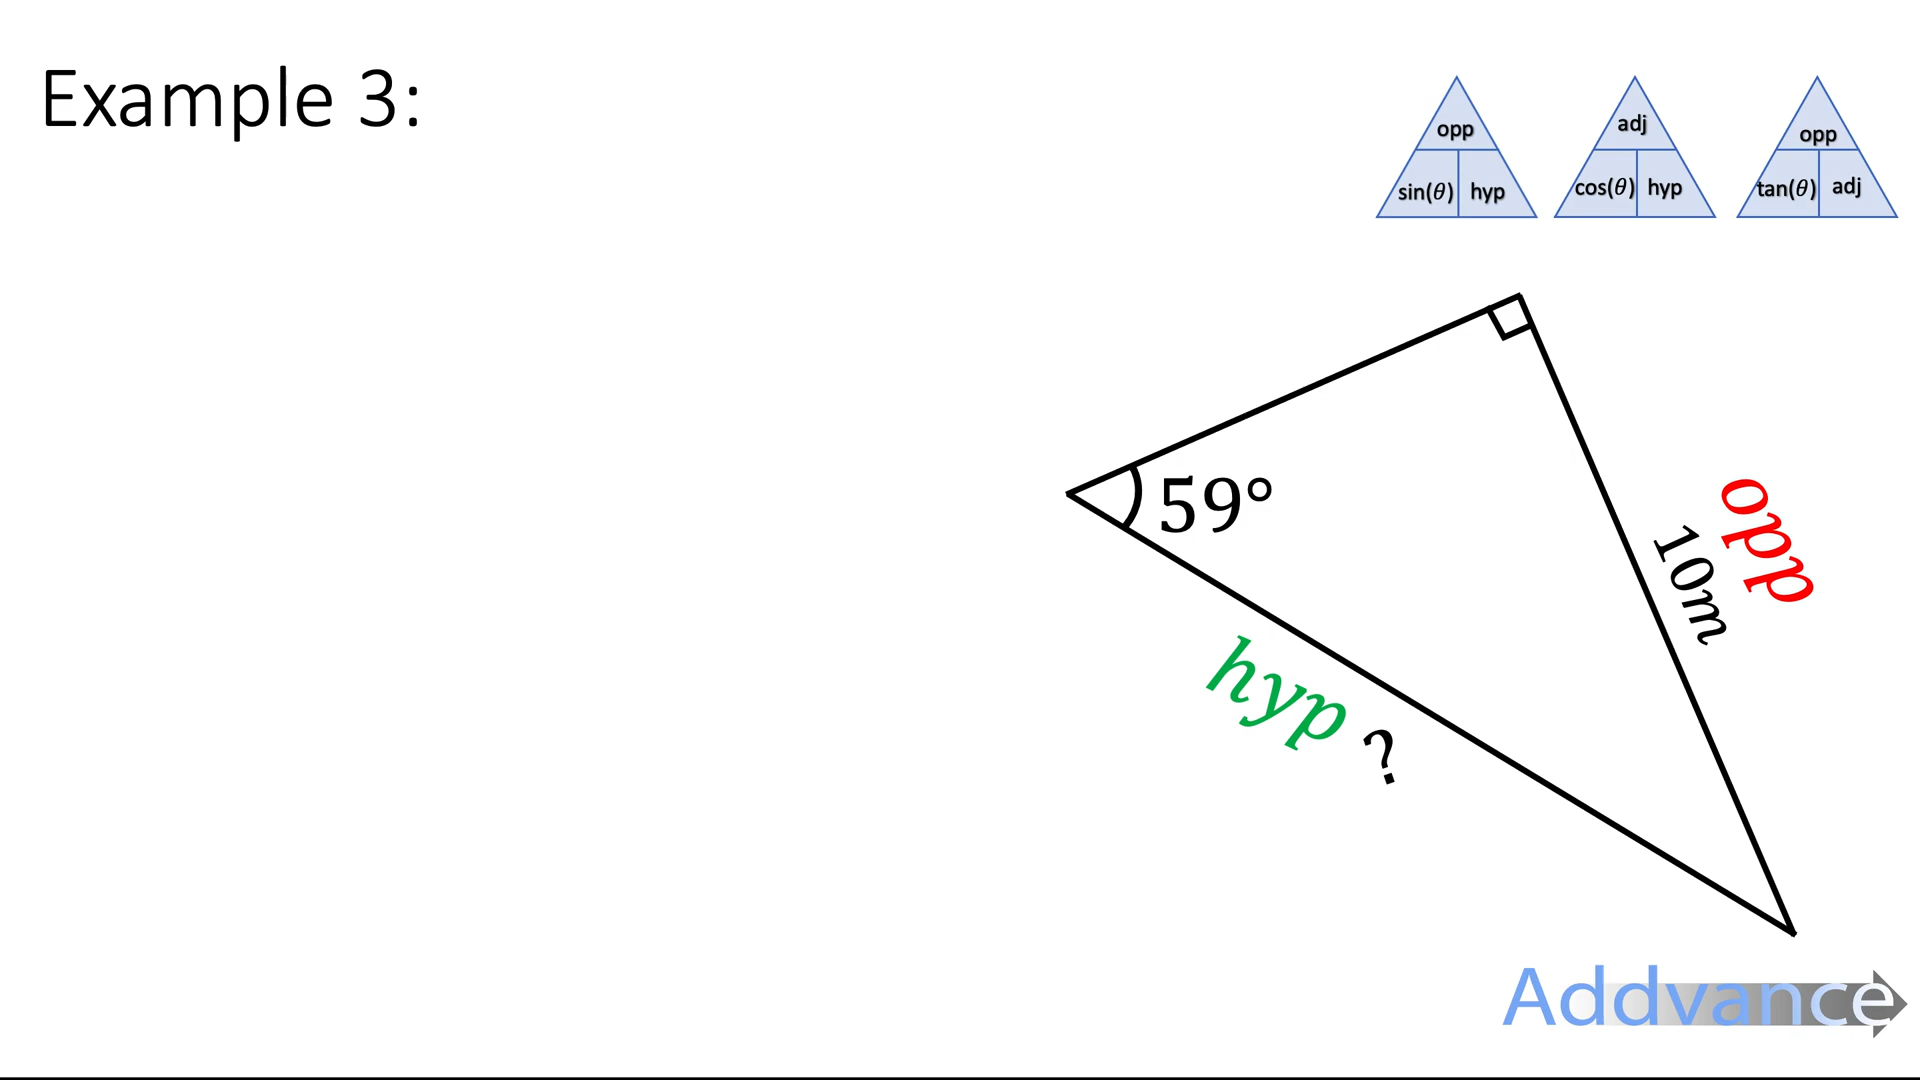 Example 3:
opp
sin(θ) hyp
adj
cos(θ) hyp
opp
tan(θ) adj
59°
opp
10m
hyp ?
Addvance